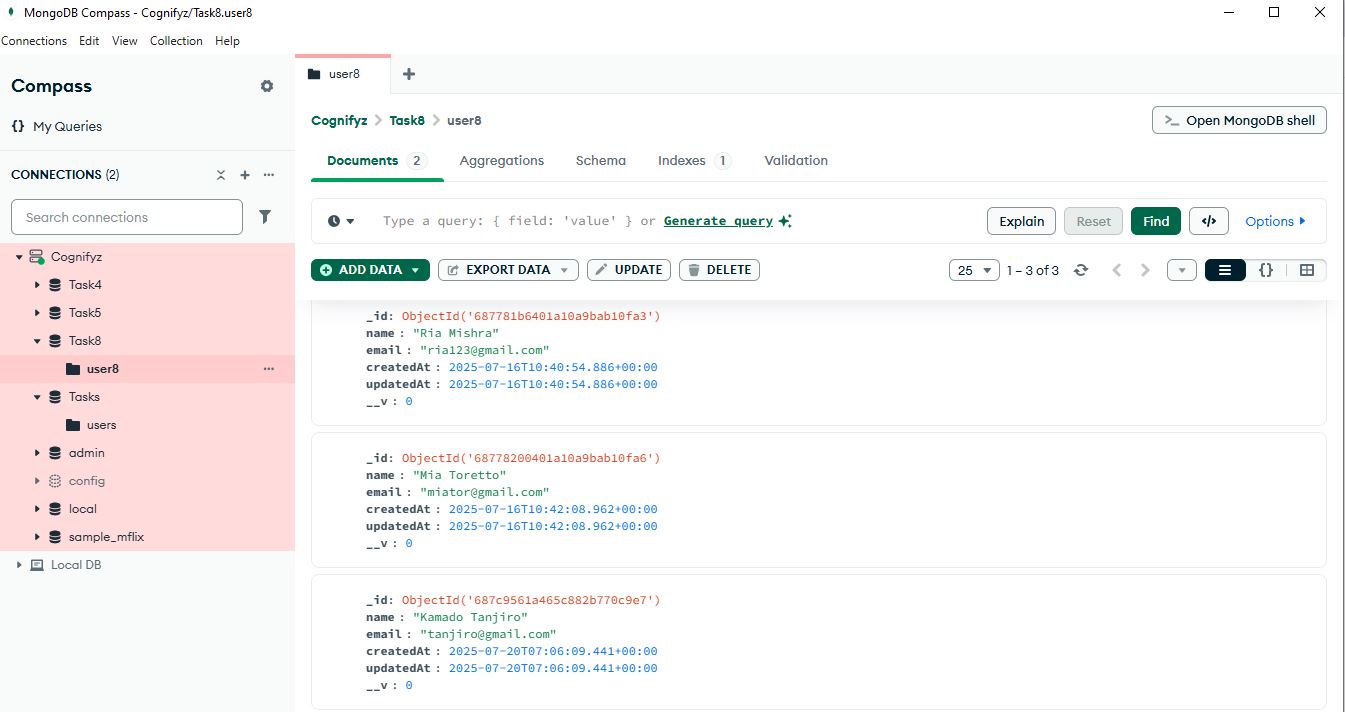 MongoDB Compass - Cognifyz/Task8.user8
Connections Edit View Collection Help
Compass
{} My Queries
CONNECTIONS (2)
Search connections
Cognifyz
Task4
Task5
Task8
user8
Tasks
users
admin
config
local
sample_mflix
Local DB
user8
Cognifyz > Task8 > user8
>_ Open MongoDB shell
Documents 2 Aggregations Schema Indexes 1 Validation
Type a query: { field: 'value' } or Generate query
Explain Reset Find </> Options
ADD DATA EXPORT DATA UPDATE DELETE
25 1 – 3 of 3 {}
_id: ObjectId('687781b6401a10a9bab10fa3')
name : "Ria Mishra"
email : "ria123@gmail.com"
createdAt : 2025-07-16T10:40:54.886+00:00
updatedAt : 2025-07-16T10:40:54.886+00:00
__v : 0
_id: ObjectId('68778200401a10a9bab10fa6')
name : "Mia Toretto"
email : "miator@gmail.com"
createdAt : 2025-07-16T10:42:08.962+00:00
updatedAt : 2025-07-16T10:42:08.962+00:00
__v : 0
_id: ObjectId('687c9561a465c882b770c9e7')
name : "Kamado Tanjiro"
email : "tanjiro@gmail.com"
createdAt : 2025-07-20T07:06:09.441+00:00
updatedAt : 2025-07-20T07:06:09.441+00:00
__v : 0